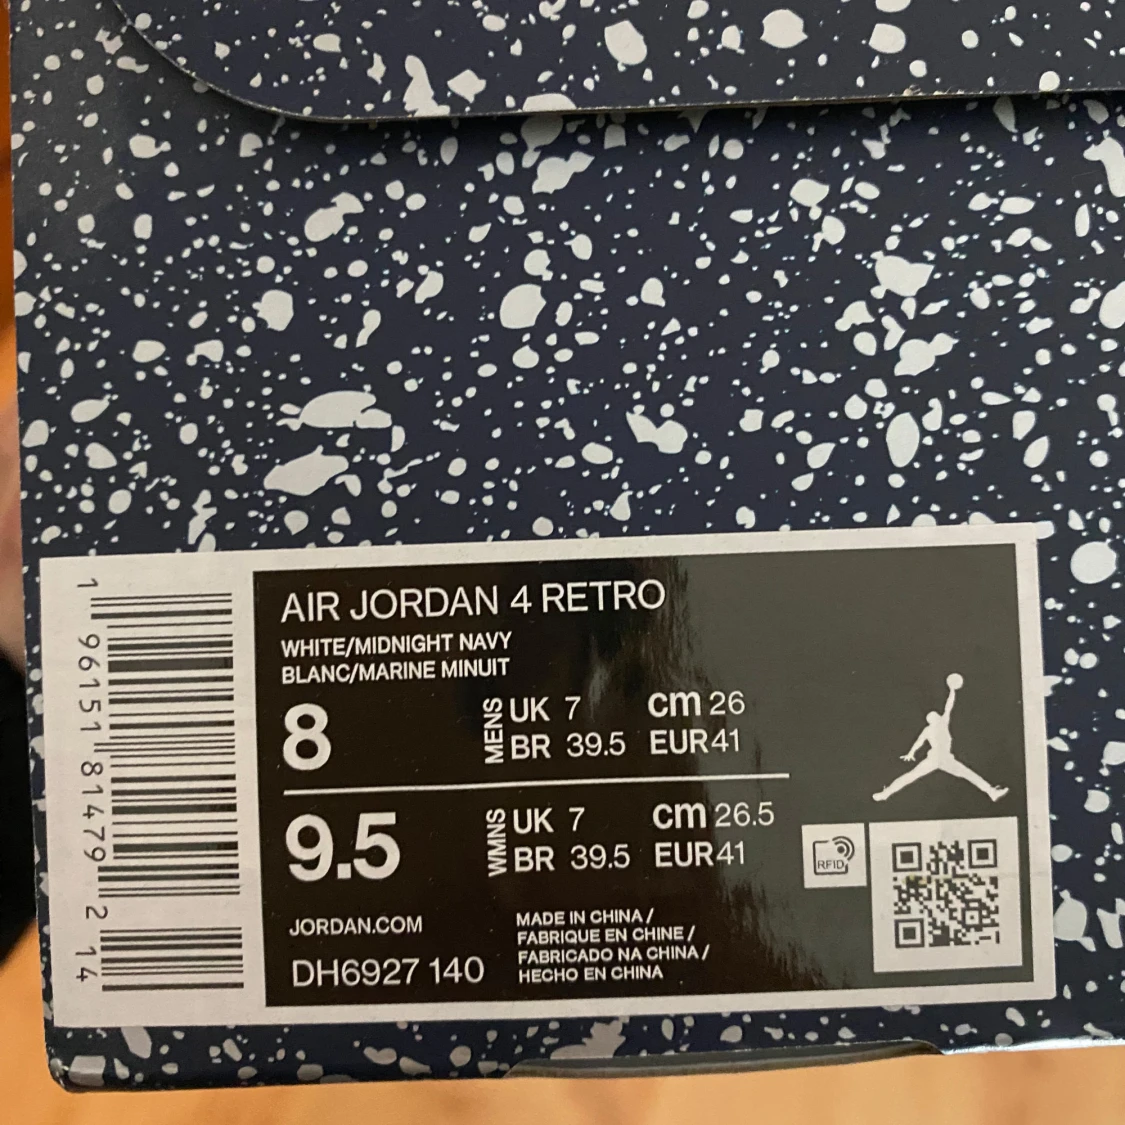 1 96151 81479 2 14
AIR JORDAN 4 RETRO
WHITE/MIDNIGHT NAVY
BLANC/MARINE MINUIT
8 MENS UK 7 cm 26
BR 39.5 EUR 41
9.5 WMNS UK 7 cm 26.5
BR 39.5 EUR 41
RFID
JORDAN.COM
DH6927 140
MADE IN CHINA /
FABRIQUE EN CHINE /
FABRICADO NA CHINA /
HECHO EN CHINA